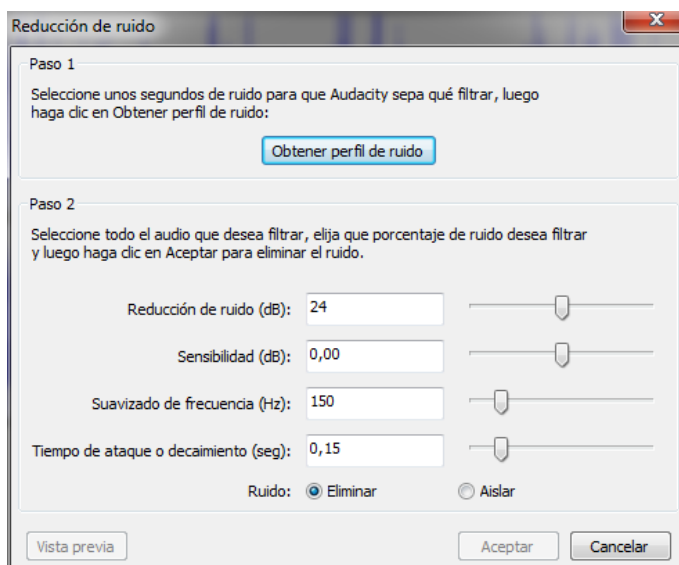 Reducción de ruido
Paso 1
Seleccione unos segundos de ruido para que Audacity sepa qué filtrar, luego
haga clic en Obtener perfil de ruido:
Obtener perfil de ruido
Paso 2
Seleccione todo el audio que desea filtrar, elija que porcentaje de ruido desea filtrar
y luego haga clic en Aceptar para eliminar el ruido.
Reducción de ruido (dB): 24
Sensibilidad (dB): 0,00
Suavizado de frecuencia (Hz): 150
Tiempo de ataque o decaimiento (seg): 0,15
Ruido: Eliminar Aislar
Vista previa Aceptar Cancelar